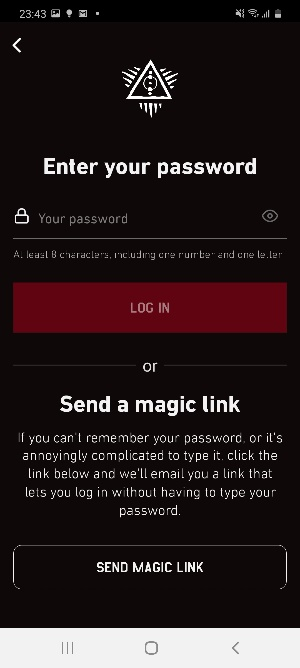 23:43
Enter your password
Your password
At least 8 characters, including one number and one letter
LOG IN
or
Send a magic link
If you can't remember your password, or it's
annoyingly complicated to type it, click the
link below and we'll email you a link that
lets you log in without having to type your
password.
SEND MAGIC LINK